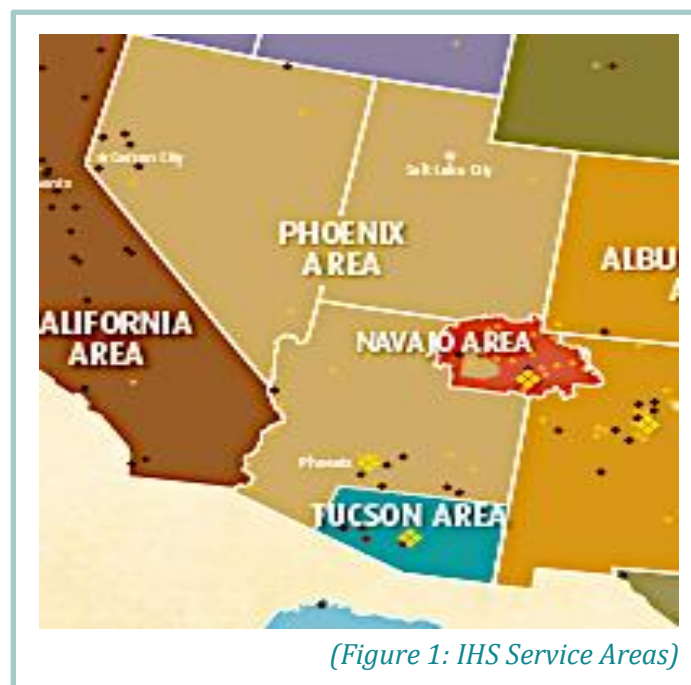 Carson City
Salt Lake City
PHOENIX
AREA
ALBU
A
ALIFORNIA
AREA
NAVAJO AREA
Phoenix
TUCSON AREA
(Figure 1: IHS Service Areas)